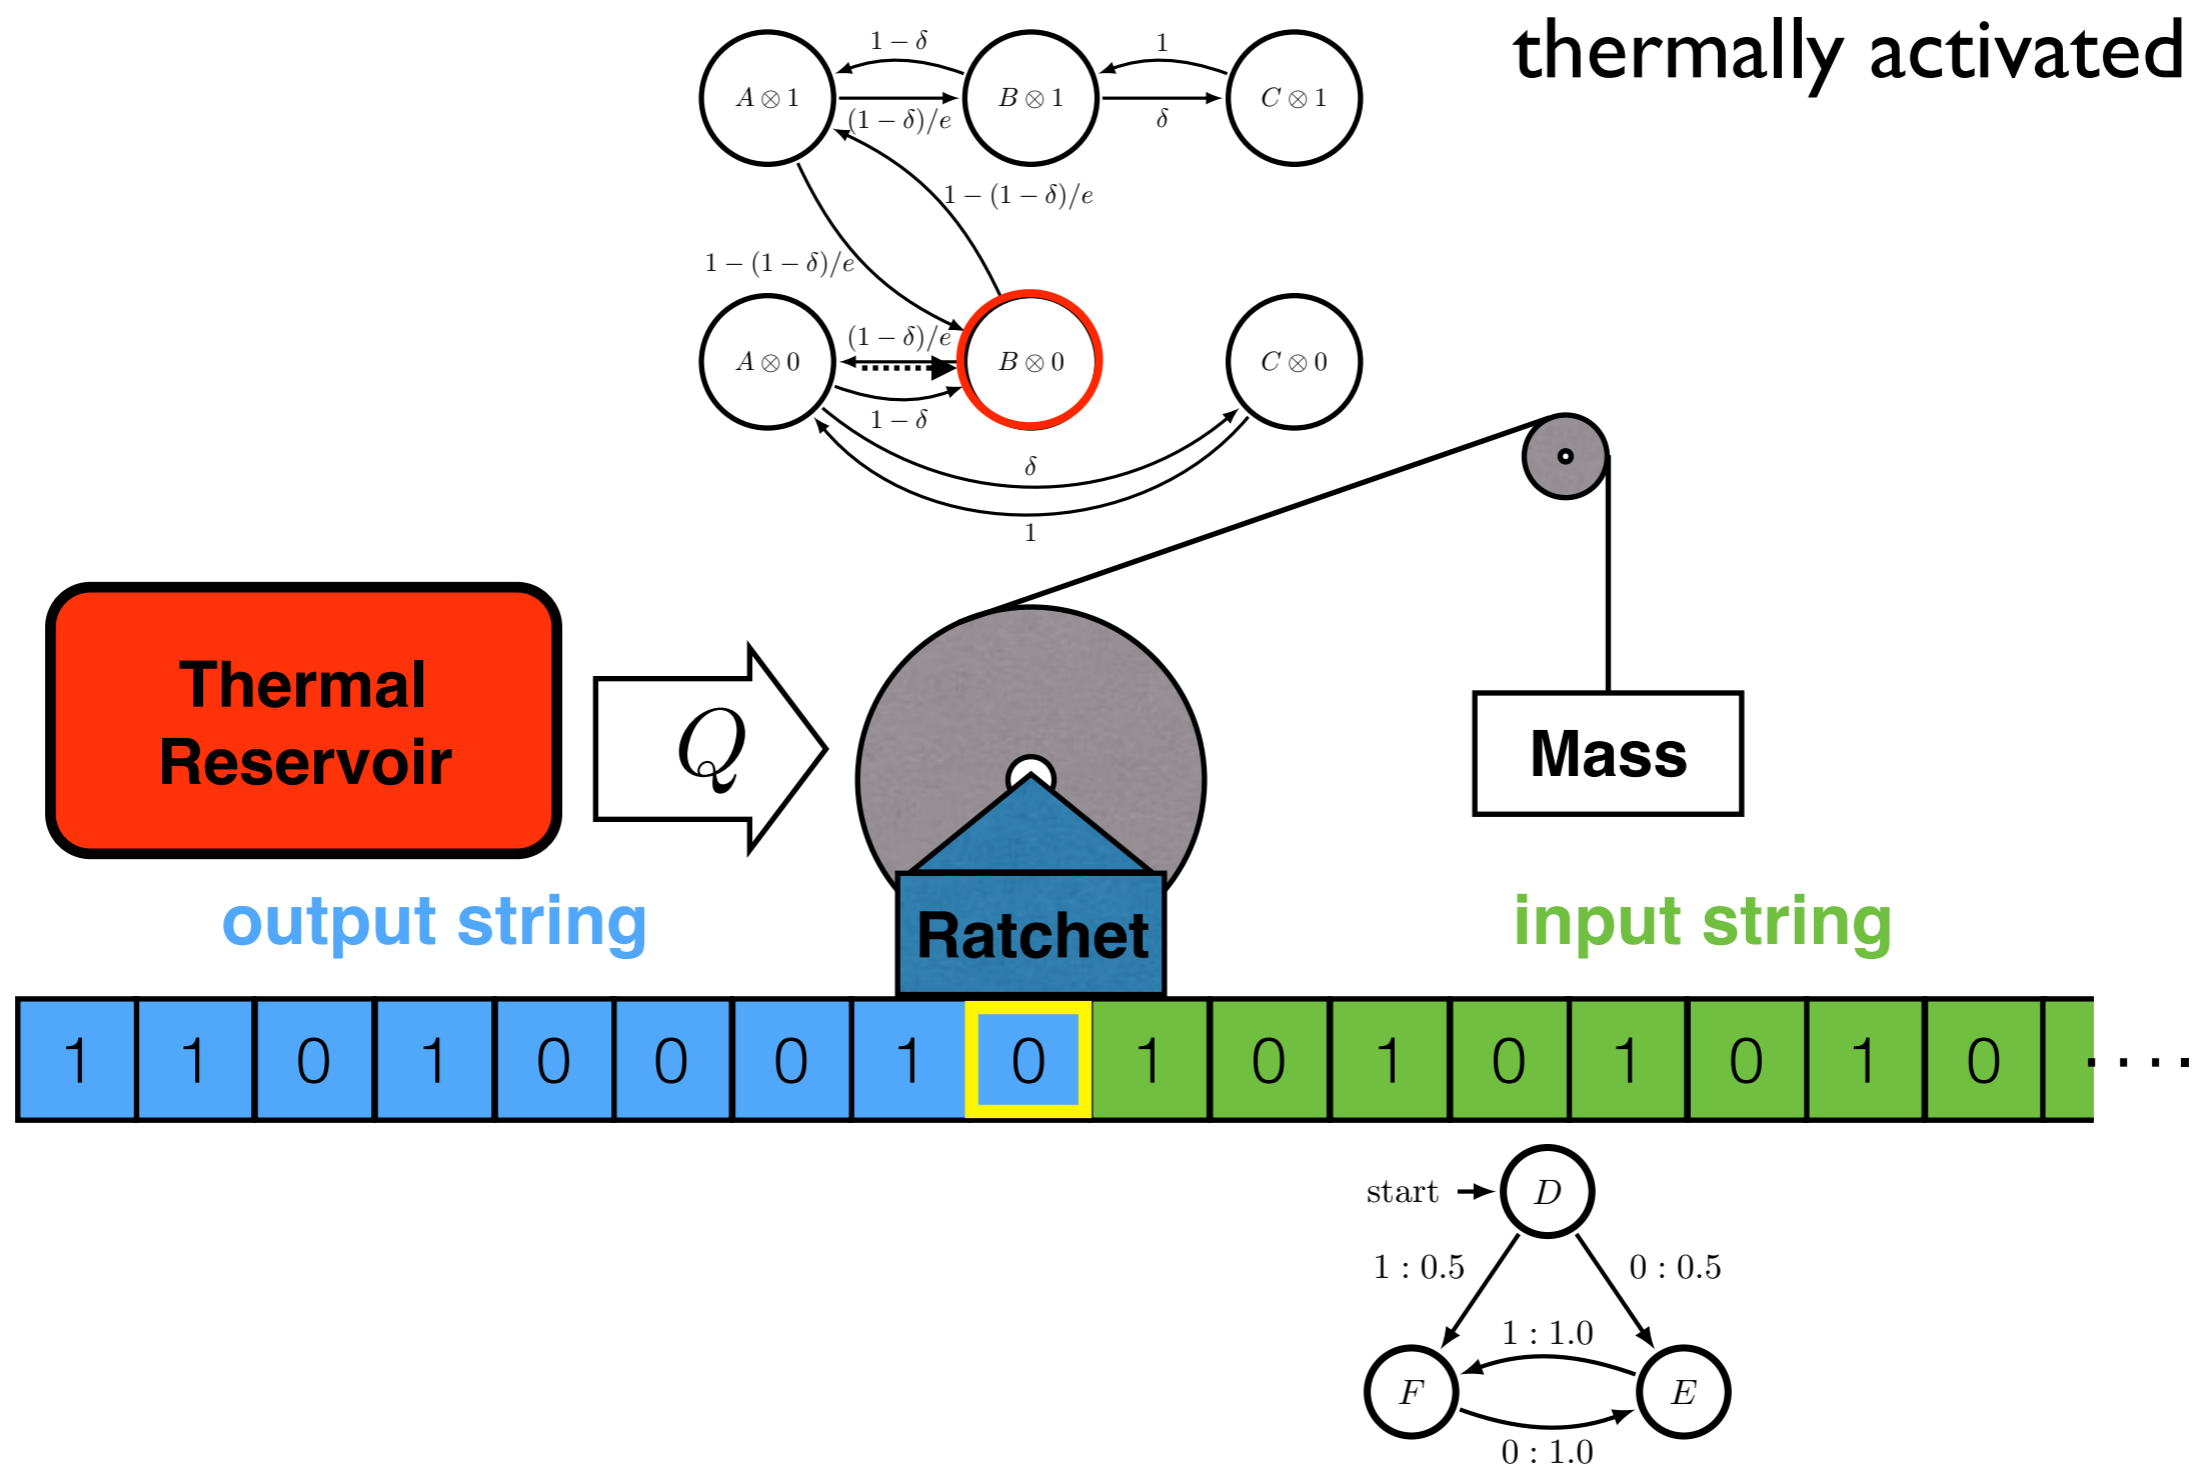 thermally activated
1 − δ
1
A ⊗ 1
B ⊗ 1
C ⊗ 1
(1 − δ)/e
δ
1 − (1 − δ)/e
1 − (1 − δ)/e
(1 − δ)/e
A ⊗ 0
B ⊗ 0
C ⊗ 0
1 − δ
δ
1
Thermal
Reservoir
Q
Mass
output string
Ratchet
input string
1 1 0 1 0 0 0 1 0 1 0 1 0 1 0 1 0 ....
start
D
1 : 0.5
0 : 0.5
1 : 1.0
F
E
0 : 1.0